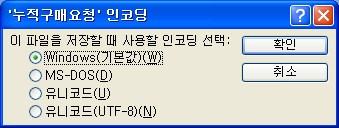 '누적구매요청' 인코딩
이 파일을 저장할 때 사용할 인코딩 선택:
Windows(기본값)(W)
MS-DOS(D)
유니코드(U)
유니코드(UTF-8)(N)
확인
취소